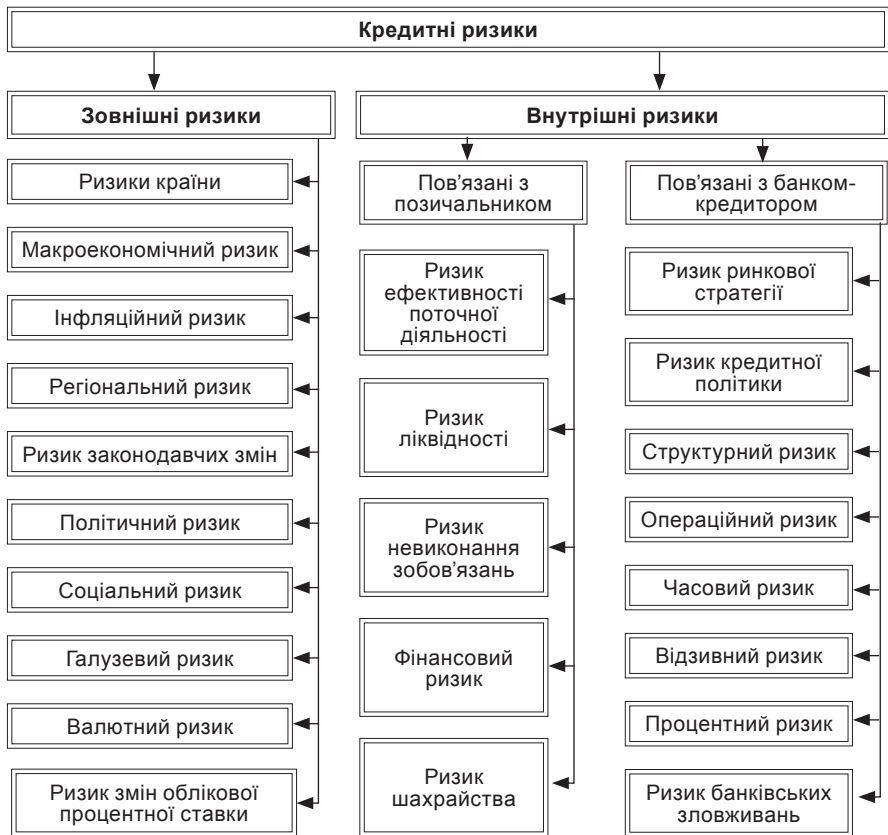 Кредитні ризики
Зовнішні ризики
Ризики країни
Макроекономічний ризик
Інфляційний ризик
Регіональний ризик
Ризик законодавчих змін
Політичний ризик
Соціальний ризик
Галузевий ризик
Валютний ризик
Ризик змін облікової
процентної ставки
Внутрішні ризики
Пов'язані з
позичальником
Ризик
ефективності
поточної
діяльності
Ризик
ліквідності
Ризик
невиконання
зобов'язань
Фінансовий
ризик
Ризик
шахрайства
Пов'язані з банком-
кредитором
Ризик ринкової
стратегії
Ризик кредитної
політики
Структурний ризик
Операційний ризик
Часовий ризик
Відзивний ризик
Процентний ризик
Ризик банківських
зловживань